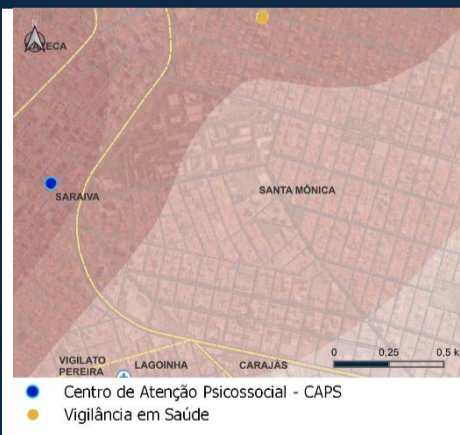 SARAIVA
SANTA MÔNICA
0 0,25 0,5 k
VIGILATO
PEREIRA
LAGOINHA
CARAJÁS
Centro de Atenção Psicossocial - CAPS
Vigilância em Saúde